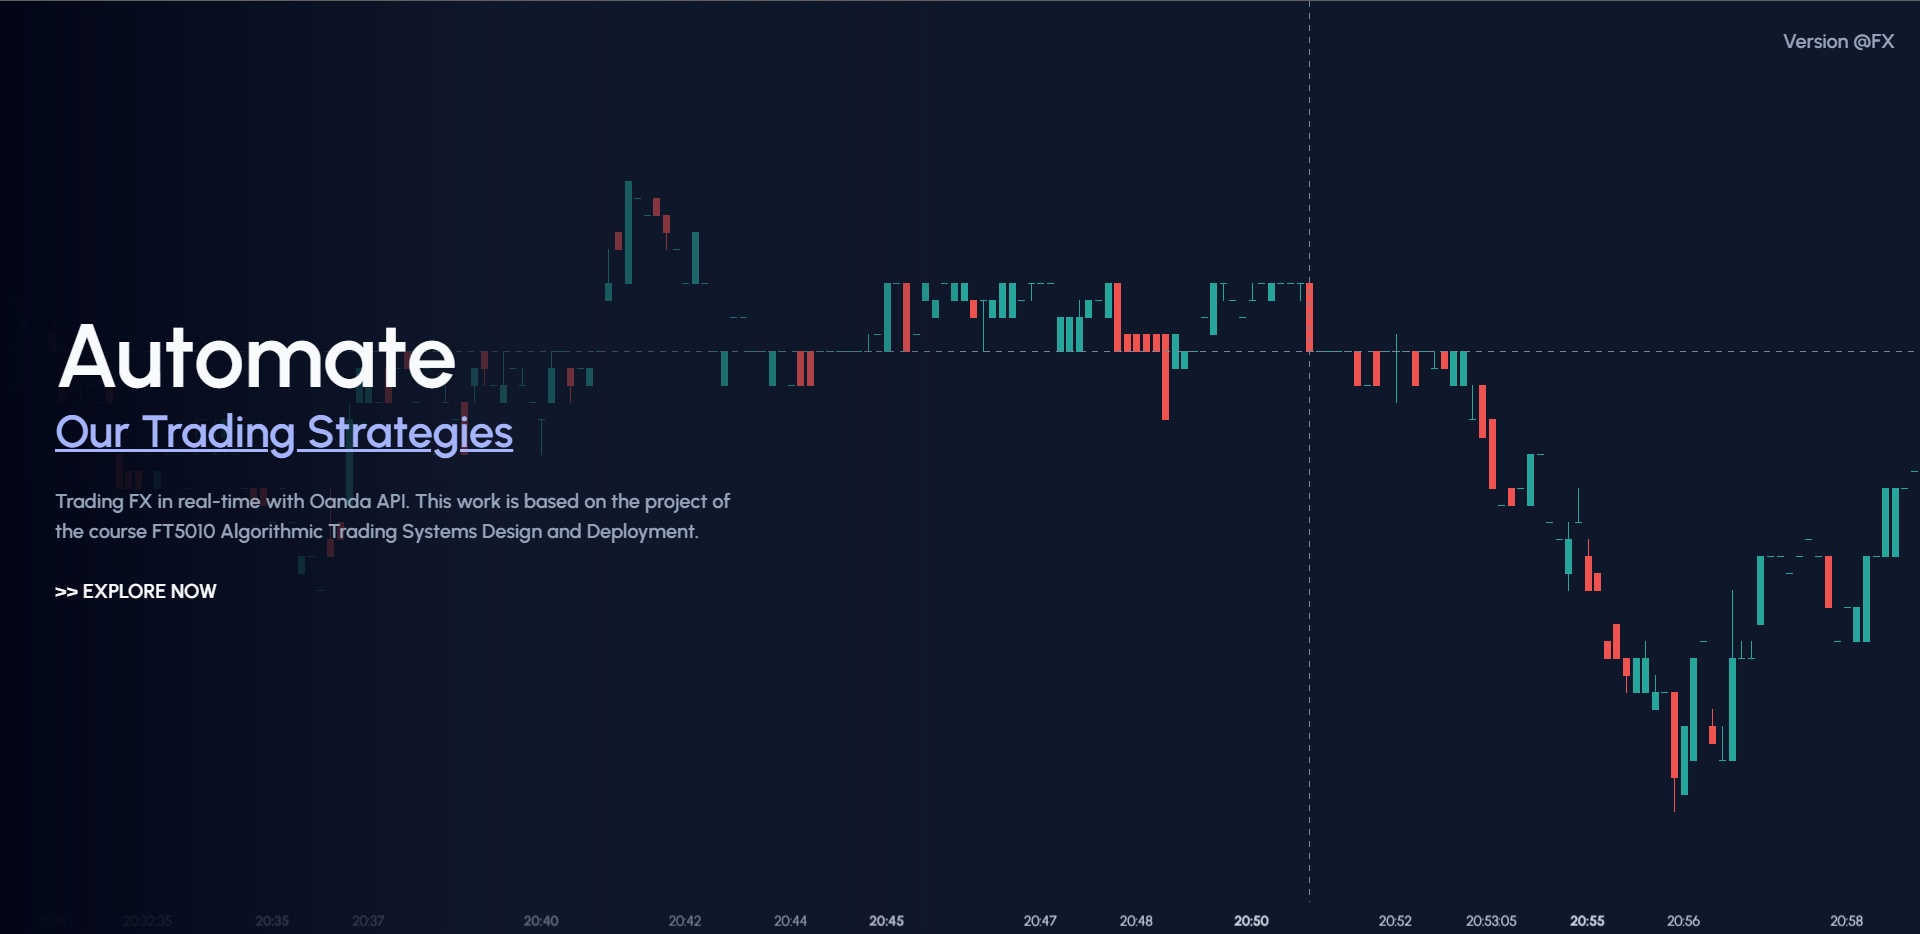 Version @FX
Automate
Our Trading Strategies
Trading FX in real-time with Oanda API. This work is based on the project of
the course FT5010 Algorithmic Trading Systems Design and Deployment.
>> EXPLORE NOW
20:32:35 20:35 20:37 20:40 20:42 20:44 20:45 20:47 20:48 20:50 20:52 20:53:05 20:55 20:56 20:58